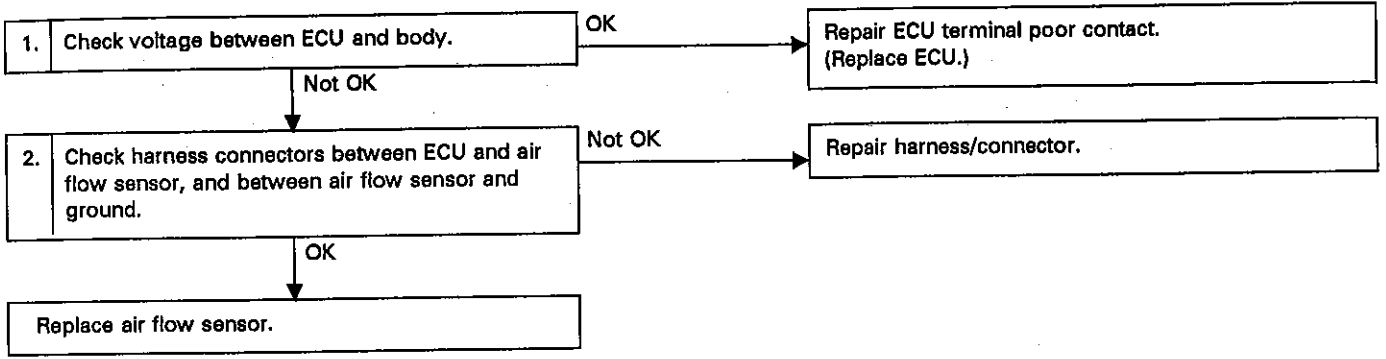 1. Check voltage between ECU and body.
OK
Repair ECU terminal poor contact.
(Replace ECU.)
Not OK
2. Check harness connectors between ECU and air
flow sensor, and between air flow sensor and
ground.
Not OK
Repair harness/connector.
OK
Replace air flow sensor.